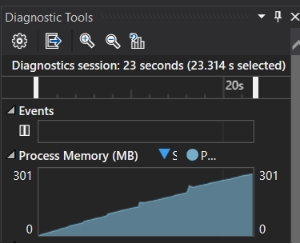 Diagnostic Tools
Diagnostics session: 23 seconds (23.314 s selected)
20s
Events
Process Memory (MB) S P...
301 301
0 0